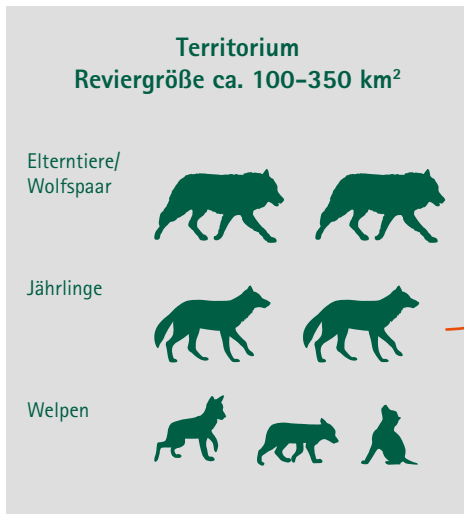 Territorium
Reviergröße ca. 100–350 km²
Elterntiere/
Wolfspaar
Jährlinge
Welpen